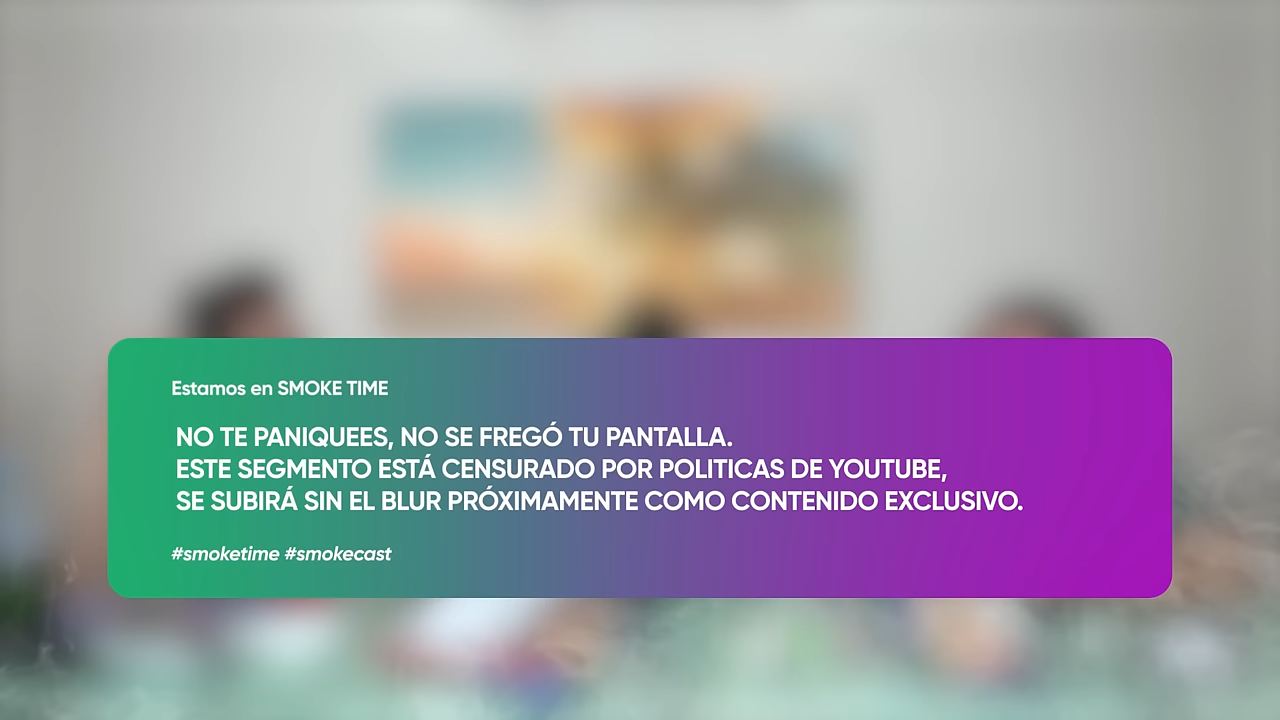 Estamos en SMOKE TIME
NO TE PANIQUEES, NO SE FREGÓ TU PANTALLA.
ESTE SEGMENTO ESTÁ CENSURADO POR POLITICAS DE YOUTUBE,
SE SUBIRÁ SIN EL BLUR PRÓXIMAMENTE COMO CONTENIDO EXCLUSIVO.
#smoketime #smokecast